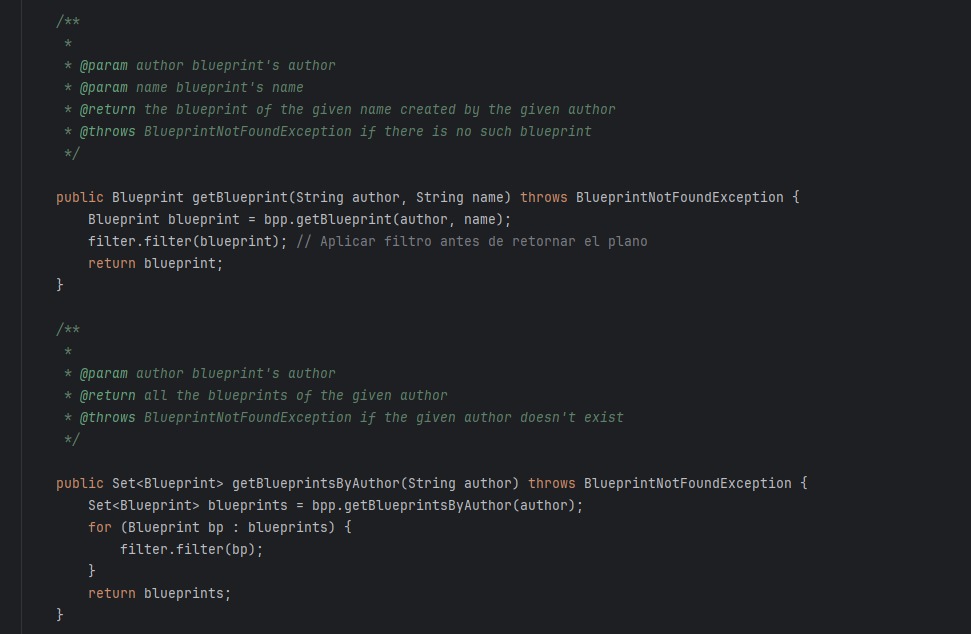 /**
 *
 * @param author blueprint's author
 * @param name blueprint's name
 * @return the blueprint of the given name created by the given author
 * @throws BlueprintNotFoundException if there is no such blueprint
 */
public Blueprint getBlueprint(String author, String name) throws BlueprintNotFoundException {
    Blueprint blueprint = bpp.getBlueprint(author, name);
    filter.filter(blueprint); // Aplicar filtro antes de retornar el plano
    return blueprint;
}
/**
 *
 * @param author blueprint's author
 * @return all the blueprints of the given author
 * @throws BlueprintNotFoundException if the given author doesn't exist
 */
public Set<Blueprint> getBlueprintsByAuthor(String author) throws BlueprintNotFoundException {
    Set<Blueprint> blueprints = bpp.getBlueprintsByAuthor(author);
    for (Blueprint bp : blueprints) {
        filter.filter(bp);
    }
    return blueprints;
}